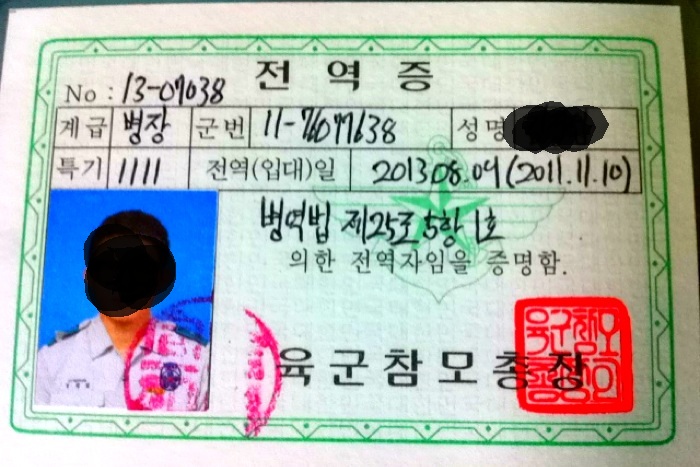 전역증
No : 13-07038
계급 병장 군번 11-76077638 성명
특기 1111 전역(입대)일 2013.08.09 (2011.11.10)
병역법 제25조 5항 1호
의한 전역자임을 증명함.
육군참모총장